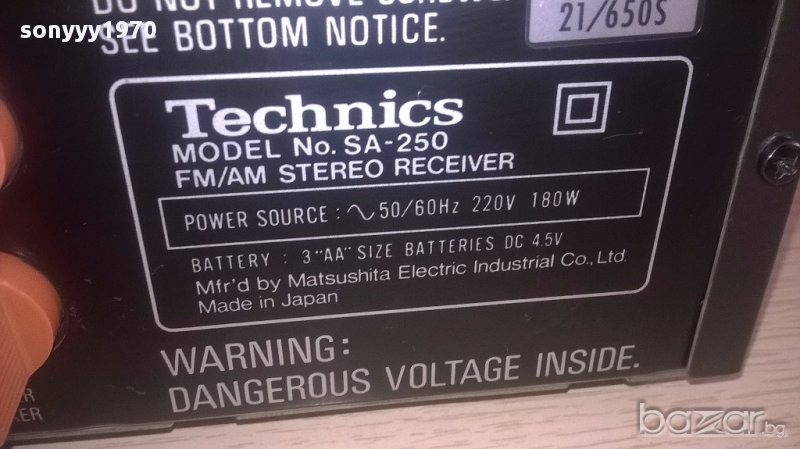 sonyyy1970
SEE BOTTOM NOTICE.
21/650S
Technics
MODEL No. SA-250
FM/AM STEREO RECEIVER
POWER SOURCE : ∿ 50/60Hz 220V 180W
BATTERY : 3 "AA" SIZE BATTERIES DC 4.5V
Mfr'd by Matsushita Electric Industrial Co., Ltd.
Made in Japan
WARNING:
DANGEROUS VOLTAGE INSIDE.
bazar.bg